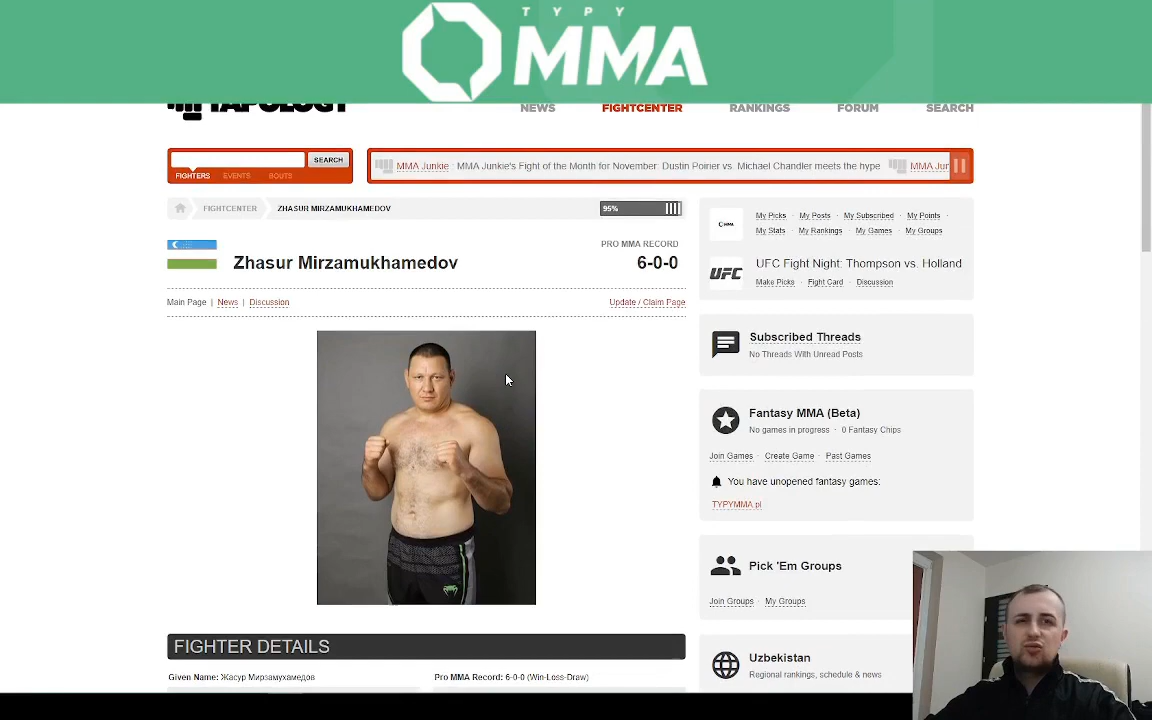 TYPY
MMA
TAPOLOGY
NEWS FIGHTCENTER RANKINGS FORUM SEARCH
SEARCH
FIGHTERS EVENTS BOUTS
MMA Junkie : MMA Junkie's Fight of the Month for November: Dustin Poirier vs. Michael Chandler meets the hype MMA Jun
FIGHTCENTER ZHASUR MIRZAMUKHAMEDOV 95%
Zhasur Mirzamukhamedov
PRO MMA RECORD
6-0-0
Main Page | News | Discussion Update / Claim Page
FIGHTER DETAILS
Given Name: Жасур Мирзамухамедов Pro MMA Record: 6-0-0 (Win-Loss-Draw)
MMA
My Picks · My Posts · My Subscribed · My Points ·
My Stats · My Rankings · My Games · My Groups
UFC
UFC Fight Night: Thompson vs. Holland
Make Picks · Fight Card · Discussion
Subscribed Threads
No Threads With Unread Posts
Fantasy MMA (Beta)
No games in progress · 0 Fantasy Chips
Join Games · Create Game · Past Games
You have unopened fantasy games:
TYPYMMA.pl
Pick 'Em Groups
Join Groups · My Groups
Uzbekistan
Regional rankings, schedule & news